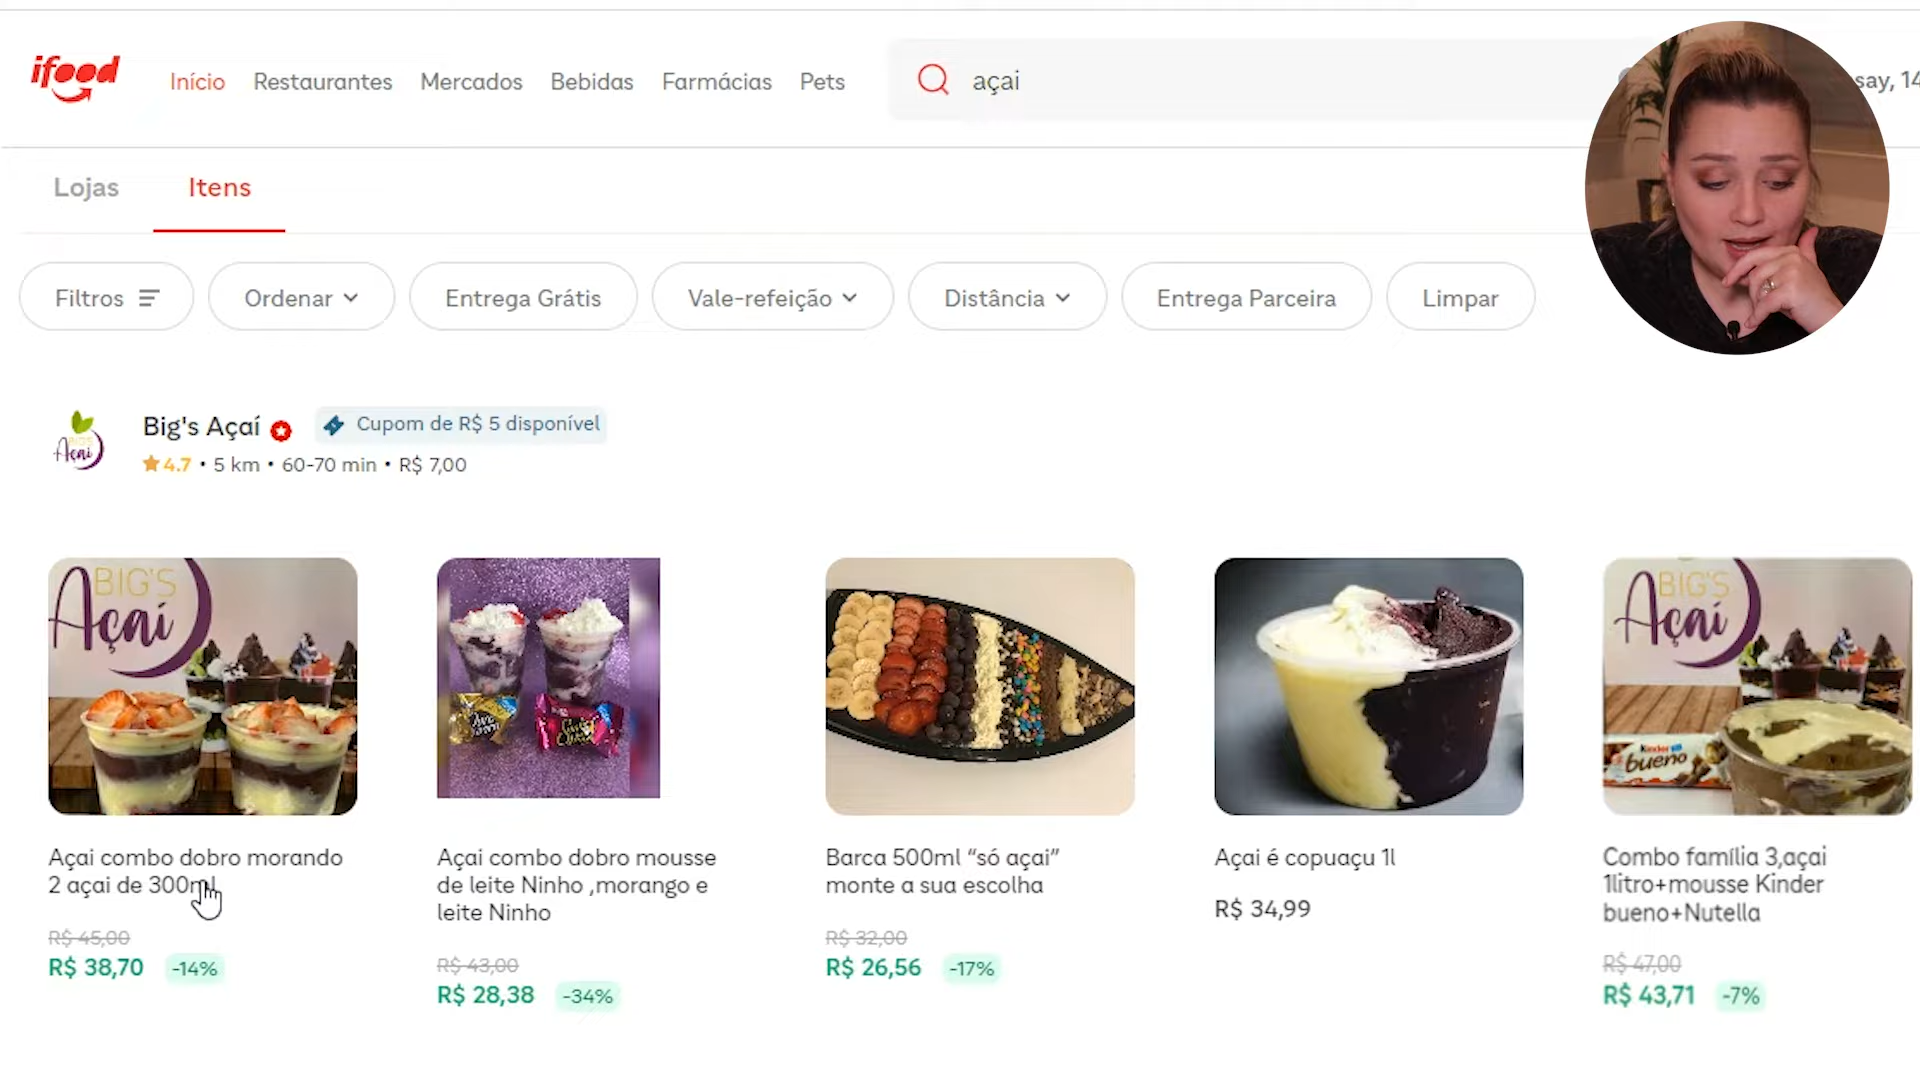 ifood
Início
Restaurantes
Mercados
Bebidas
Farmácias
Pets
açai
say, 14
Lojas
Itens
Filtros
Ordenar
Entrega Grátis
Vale-refeição
Distância
Entrega Parceira
Limpar
BIG'S
Açaí
Big's Açaí
Cupom de R$ 5 disponível
4.7 • 5 km • 60-70 min • R$ 7,00
BIG'S
Açaí
BIG'S
Açaí
Kinder
bueno
Açai combo dobro morando
2 açai de 300ml
R$ 45,00
R$ 38,70 -14%
Açai combo dobro mousse
de leite Ninho ,morango e
leite Ninho
R$ 43,00
R$ 28,38 -34%
Barca 500ml “só açai”
monte a sua escolha
R$ 32,00
R$ 26,56 -17%
Açai é copuaçu 1l
R$ 34,99
Combo família 3,açai
1litro+mousse Kinder
bueno+Nutella
R$ 47,00
R$ 43,71 -7%